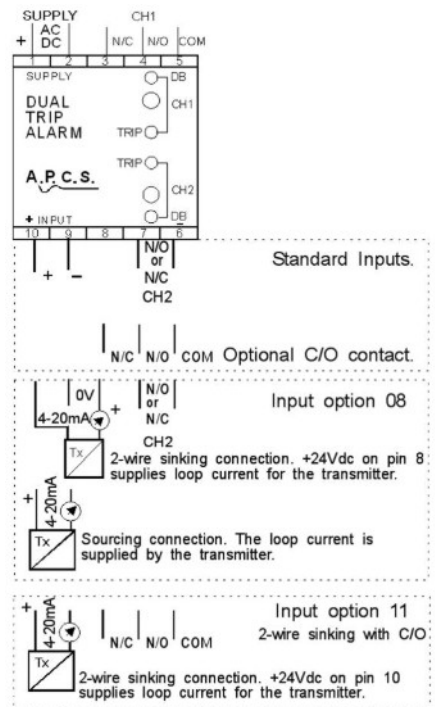 SUPPLY CH1
AC
DC
+ N/C N/O COM
1 2 3 4 5
SUPPLY DB
DUAL CH1
TRIP
ALARM TRIP
TRIP
A.P.C.S.
CH2
+ INPUT DB
10 9 8 7 6
+ - N/O
or
N/C
CH2
Standard Inputs.
N/C N/O COM Optional C/O contact.
0V N/O
or
N/C
4-20mA +
CH2
Input option 08
Tx
2-wire sinking connection. +24Vdc on pin 8
supplies loop current for the transmitter.
+
4-20mA
Tx
Sourcing connection. The loop current is
supplied by the transmitter.
+
4-20mA
N/C N/O COM
Input option 11
2-wire sinking with C/O
Tx
2-wire sinking connection. +24Vdc on pin 10
supplies loop current for the transmitter.